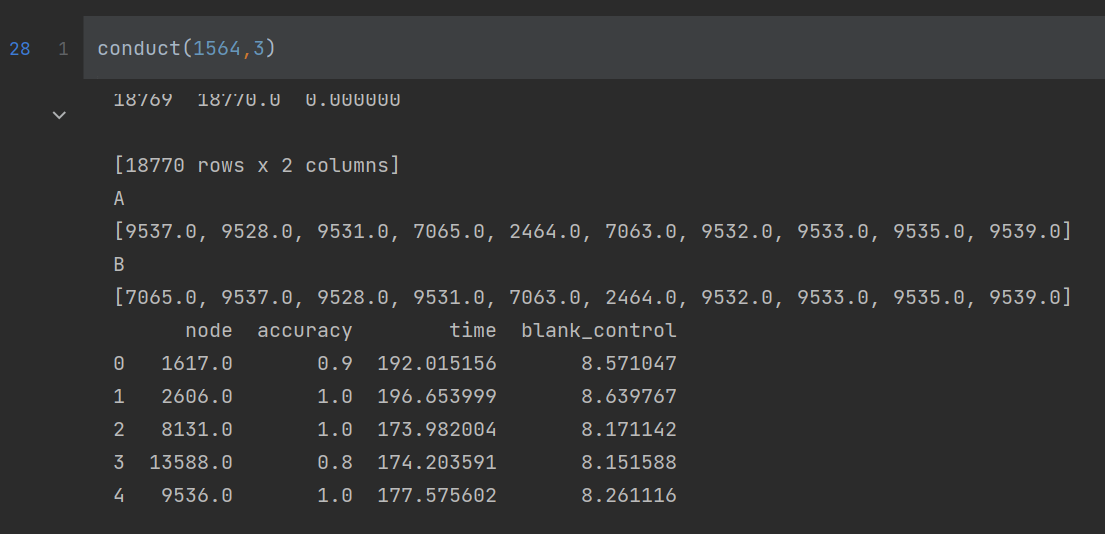 28 1 conduct(1564,3)
18769 18770.0 0.000000
[18770 rows x 2 columns]
A
[9537.0, 9528.0, 9531.0, 7065.0, 2464.0, 7063.0, 9532.0, 9533.0, 9535.0, 9539.0]
B
[7065.0, 9537.0, 9528.0, 9531.0, 7063.0, 2464.0, 9532.0, 9533.0, 9535.0, 9539.0]
node accuracy time blank_control
0 1617.0 0.9 192.015156 8.571047
1 2606.0 1.0 196.653999 8.639767
2 8131.0 1.0 173.982004 8.171142
3 13588.0 0.8 174.203591 8.151588
4 9536.0 1.0 177.575602 8.261116